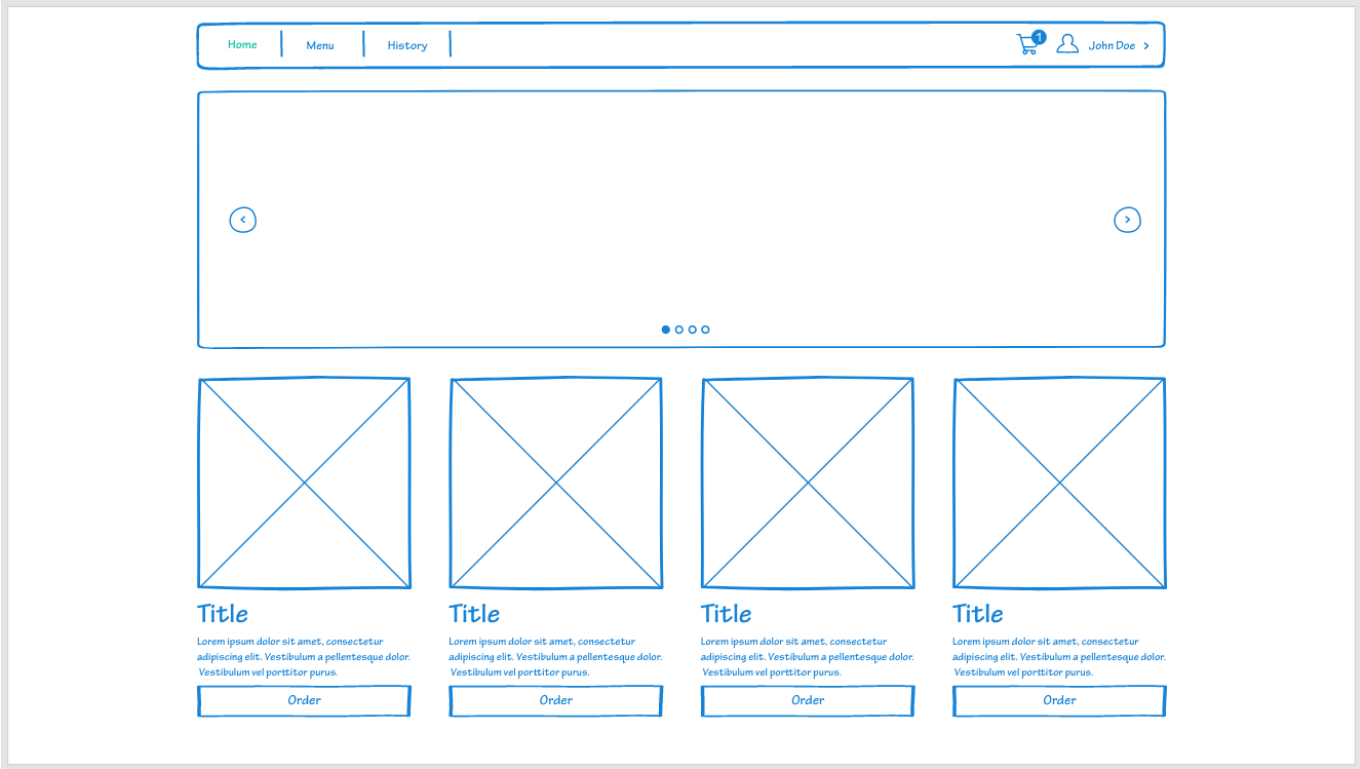 Home
Menu
History
1
John Doe
Title
Lorem ipsum dolor sit amet, consectetur
adipiscing elit. Vestibulum a pellentesque dolor.
Vestibulum vel porttitor purus.
Order
Title
Lorem ipsum dolor sit amet, consectetur
adipiscing elit. Vestibulum a pellentesque dolor.
Vestibulum vel porttitor purus.
Order
Title
Lorem ipsum dolor sit amet, consectetur
adipiscing elit. Vestibulum a pellentesque dolor.
Vestibulum vel porttitor purus.
Order
Title
Lorem ipsum dolor sit amet, consectetur
adipiscing elit. Vestibulum a pellentesque dolor.
Vestibulum vel porttitor purus.
Order